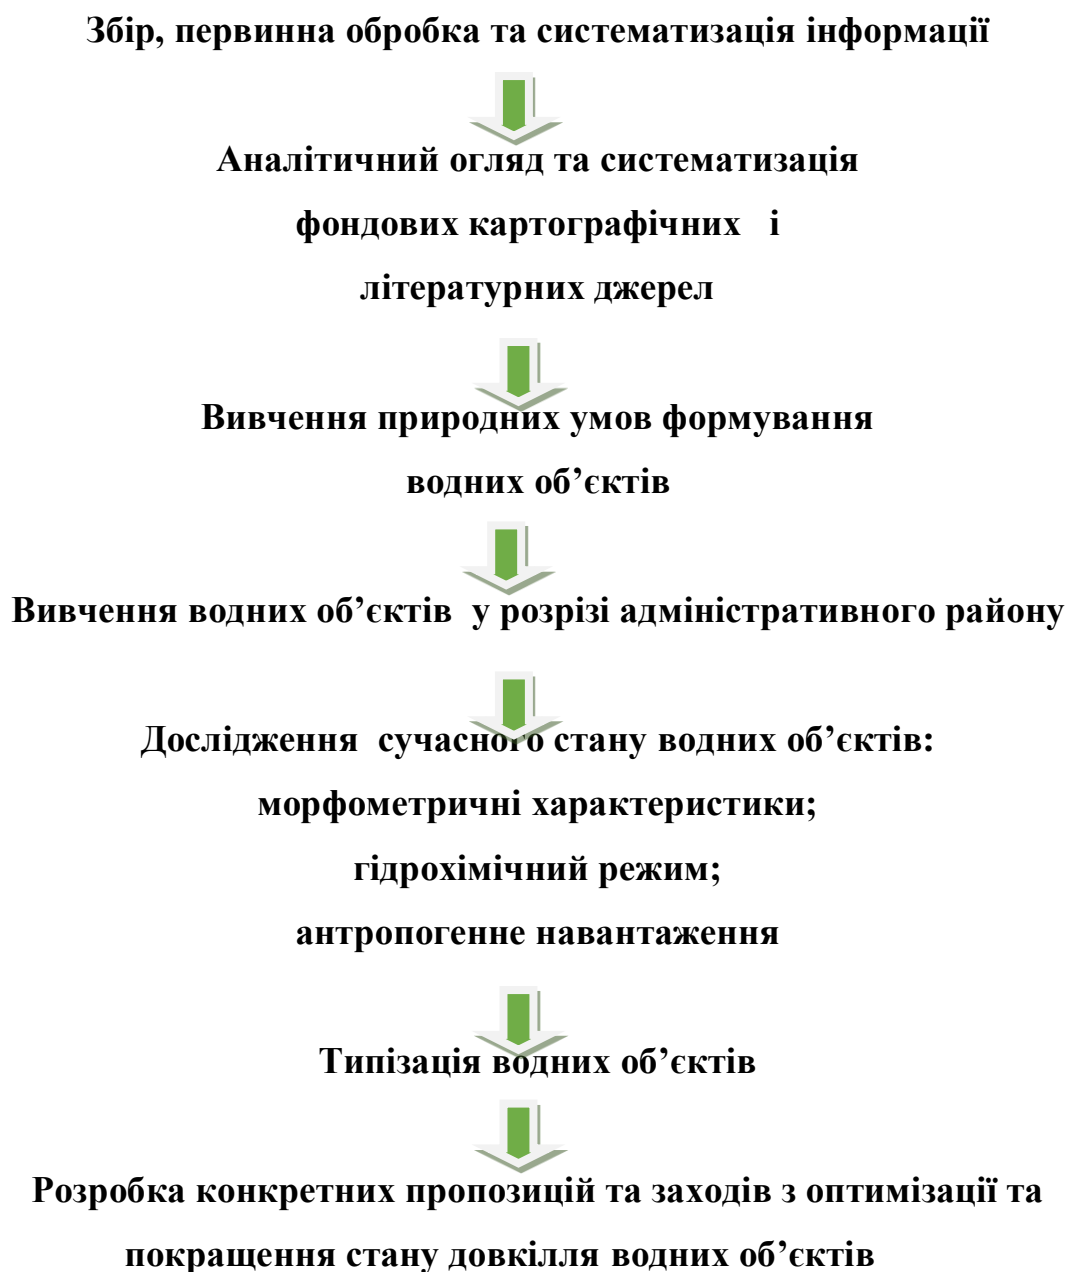 Збір, первинна обробка та систематизація інформації
Аналітичний огляд та систематизація
фондових картографічних і
літературних джерел
Вивчення природних умов формування
водних об’єктів
Вивчення водних об’єктів у розрізі адміністративного району
Дослідження сучасного стану водних об’єктів:
морфометричні характеристики;
гідрохімічний режим;
антропогенне навантаження
Типізація водних об’єктів
Розробка конкретних пропозицій та заходів з оптимізації та
покращення стану довкілля водних об’єктів